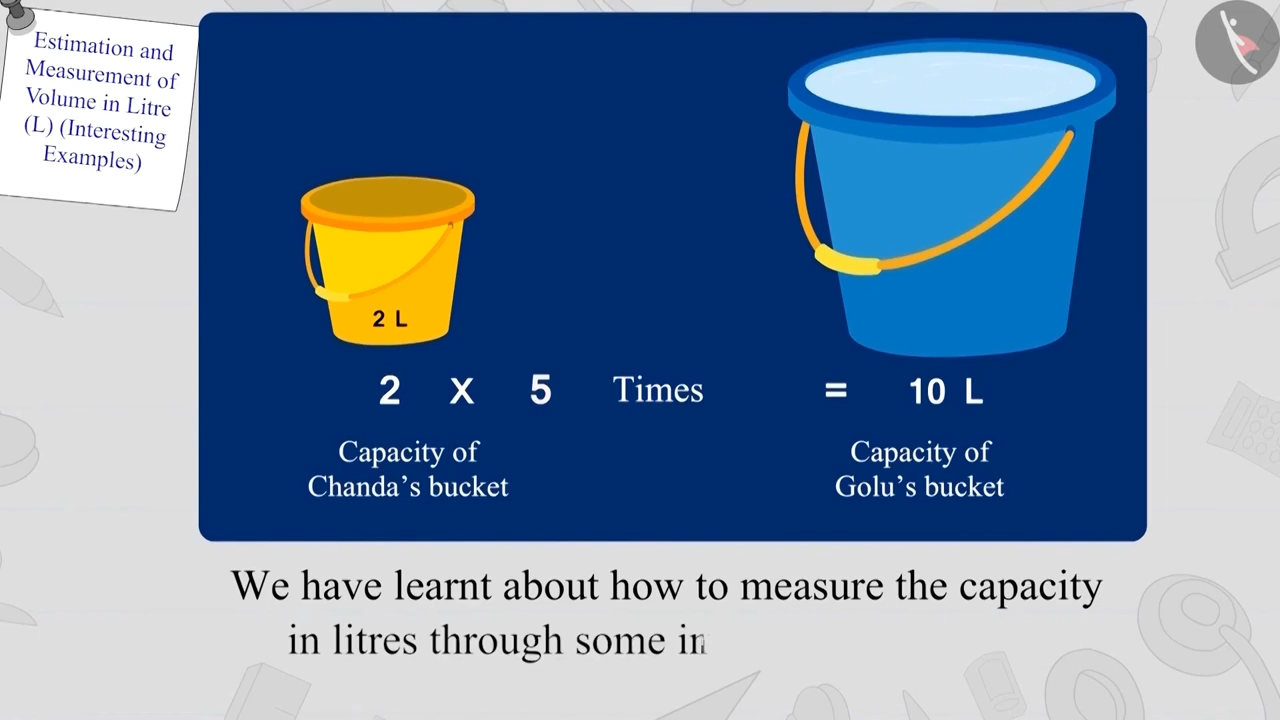 Estimation and
Measurement of
Volume in Litre
(L) (Interesting
Examples)
2 L
2 X 5 Times = 10 L
Capacity of
Chanda's bucket
Capacity of
Golu's bucket
We have learnt about how to measure the capacity
in litres through some in